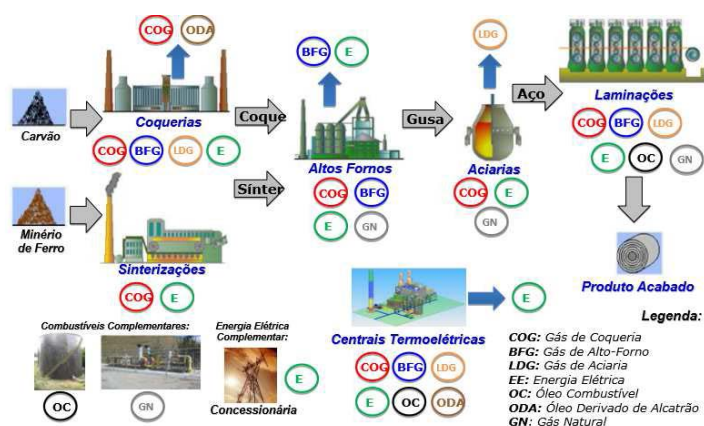 COG ODA
BFG E
LDG
Carvão
Coquerias
Coque
Gusa
Aço
Laminações
COG BFG LDG E
Altos Fornos
Aciarias
COG BFG LDG
E OC GN
Minério
de Ferro
Sínter
COG BFG
E GN
COG E
GN
Sinterizações
COG E
Produto Acabado
Combustíveis Complementares:
OC
GN
Energia Elétrica
Complementar:
E
Concessionária
Centrais Termoelétricas
E
COG BFG LDG
E OC ODA
Legenda:
COG: Gás de Coqueria
BFG: Gás de Alto-Forno
LDG: Gás de Aciaria
EE: Energia Elétrica
OC: Óleo Combustível
ODA: Óleo Derivado de Alcatrão
GN: Gás Natural